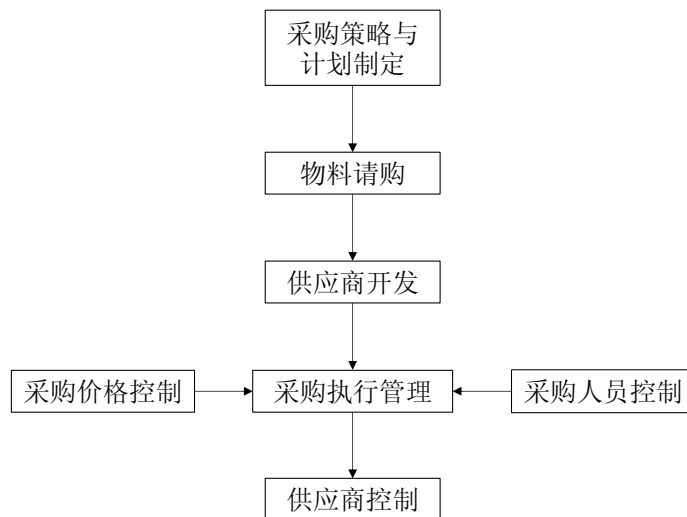 采购策略与
计划制定
物料请购
供应商开发
采购价格控制
采购执行管理
采购人员控制
供应商控制